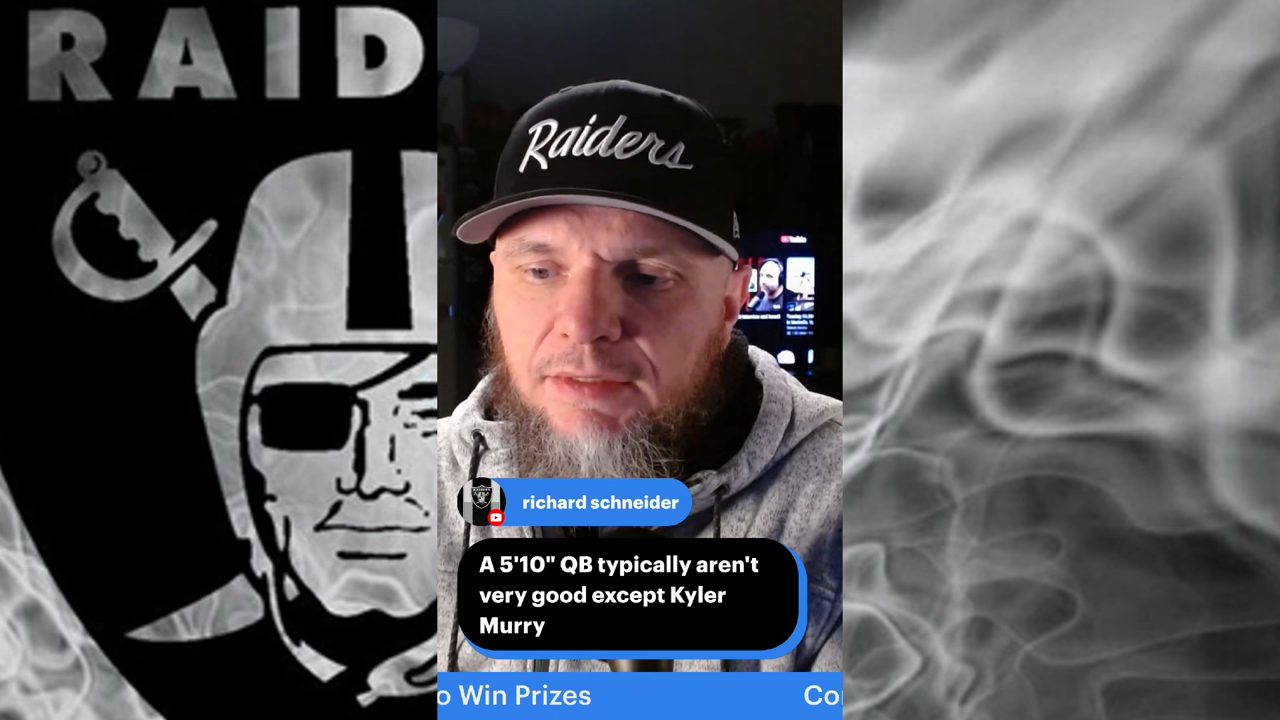 RAID
Raiders
richard schneider
A 5'10" QB typically aren't
very good except Kyler
Murry
o Win Prizes
Co